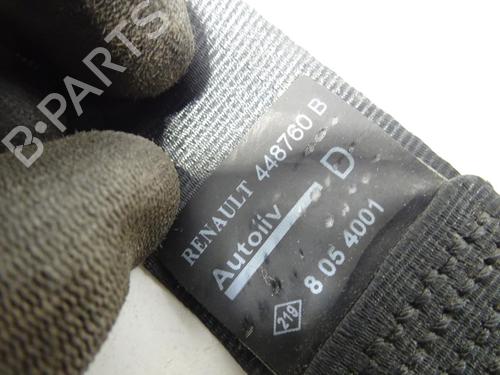 B-PARTS
RENAULT 448760 B
Autoliv D
8 05 4001
219